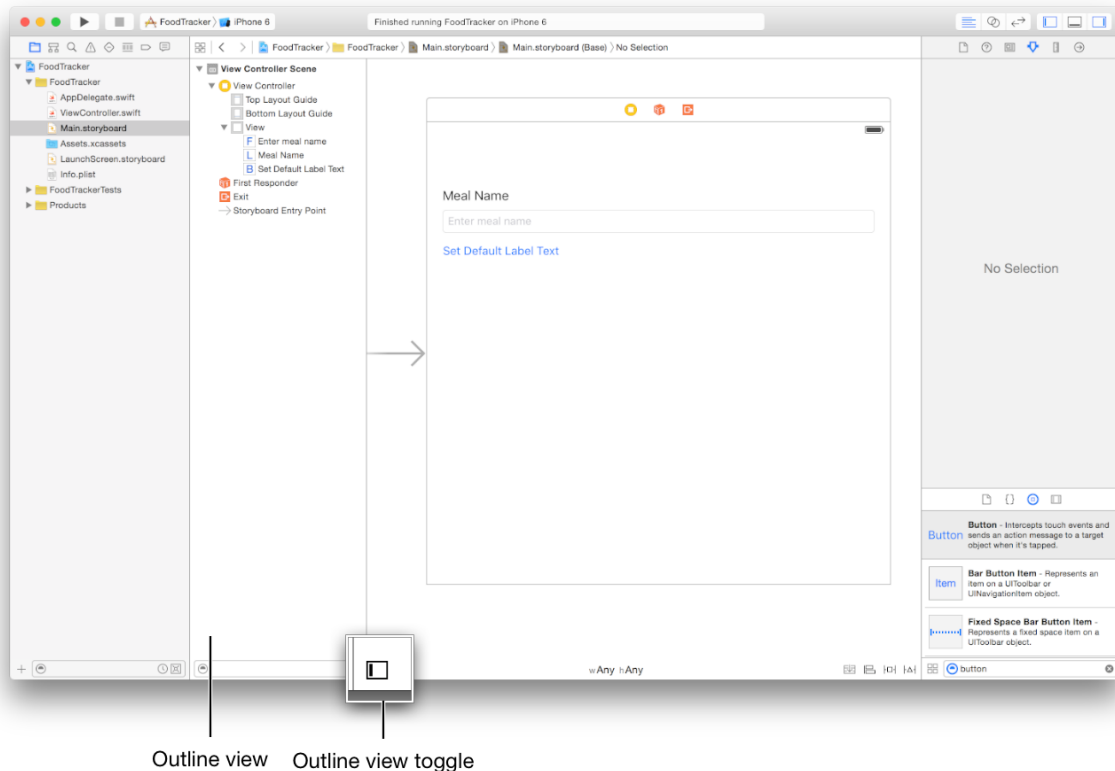 FoodTracker iPhone 6
Finished running FoodTracker on iPhone 6
FoodTracker FoodTracker Main.storyboard Main.storyboard (Base) No Selection
FoodTracker
FoodTracker
AppDelegate.swift
ViewController.swift
Main.storyboard
Assets.xcassets
LaunchScreen.storyboard
Info.plist
FoodTrackerTests
Products
View Controller Scene
View Controller
Top Layout Guide
Bottom Layout Guide
View
F Enter meal name
L Meal Name
B Set Default Label Text
First Responder
Exit
Storyboard Entry Point
Meal Name
Enter meal name
Set Default Label Text
wAny hAny
No Selection
Button
Button - Intercepts touch events and
sends an action message to a target
object when it's tapped.
Item
Bar Button Item - Represents an
item on a UIToolbar or
UINavigationItem object.
Fixed Space Bar Button Item -
Represents a fixed space item on a
UIToolbar object.
button
Outline view
Outline view toggle